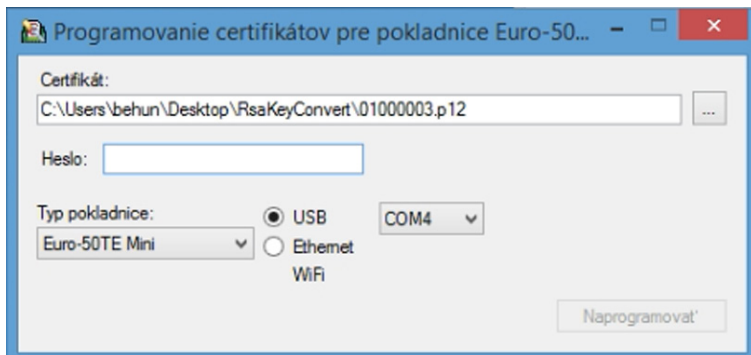 Programovanie certifikátov pre pokladnice Euro-50...
Certifikát:
C:\Users\behun\Desktop\RsaKeyConvert\01000003.p12
...
Heslo:
Typ pokladnice:
USB
COM4
Euro-50TE Mini
Ethernet
WiFi
Naprogramovať